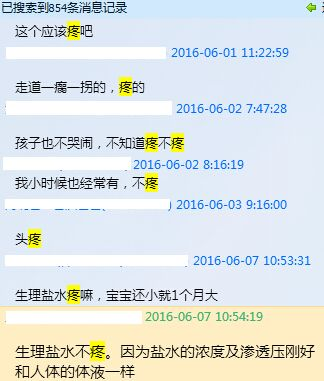 已搜索到854条消息记录
这个应该疼吧
2016-06-01 11:22:59
走道一瘸一拐的，疼的
2016-06-02 7:47:28
孩子也不哭闹，不知道疼不疼
2016-06-02 8:16:19
我小时候也经常有，不疼
2016-06-03 9:16:00
头疼
2016-06-07 10:53:31
生理盐水疼嘛，宝宝还小就1个月大
2016-06-07 10:54:19
生理盐水不疼。因为盐水的浓度及渗透压刚好
和人体的体液一样